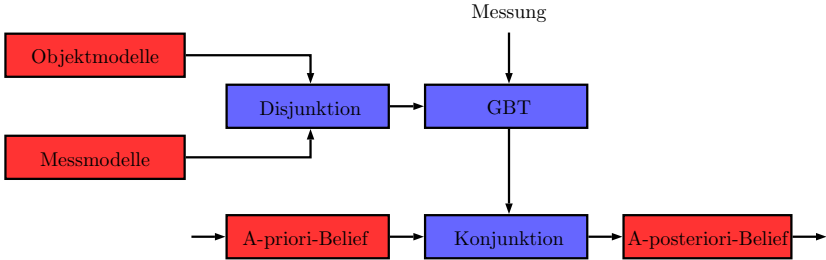 Messung
Objektmodelle
Disjunktion
GBT
Messmodelle
A-priori-Belief
Konjunktion
A-posteriori-Belief